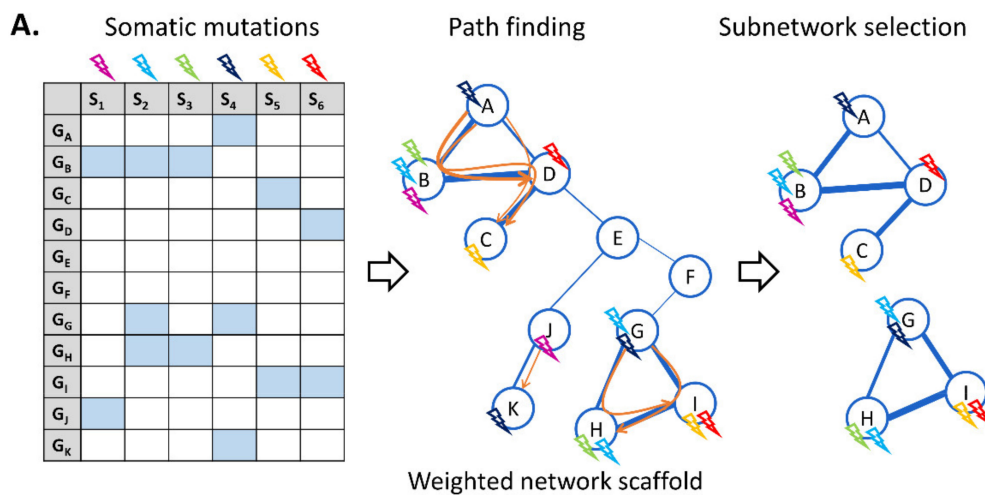 A.
Somatic mutations
Path finding
Subnetwork selection
S1 S2 S3 S4 S5 S6
GA
GB
GC
GD
GE
GF
GG
GH
GI
GJ
GK
A
B
D
C
E
F
J
G
K
H
I
A
B
D
C
G
I
H
Weighted network scaffold